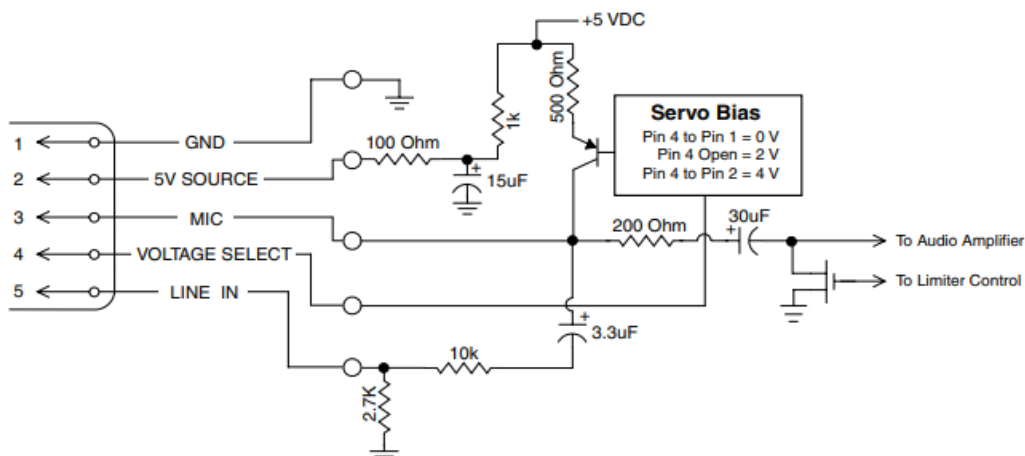 +5 VDC
500 Ohm
1k
Servo Bias
Pin 4 to Pin 1 = 0 V
Pin 4 Open = 2 V
Pin 4 to Pin 2 = 4 V
1
GND
100 Ohm
2
5V SOURCE
+
15uF
3
MIC
200 Ohm
+
30uF
To Audio Amplifier
4
VOLTAGE SELECT
To Limiter Control
5
LINE IN
+
3.3uF
10k
2.7K